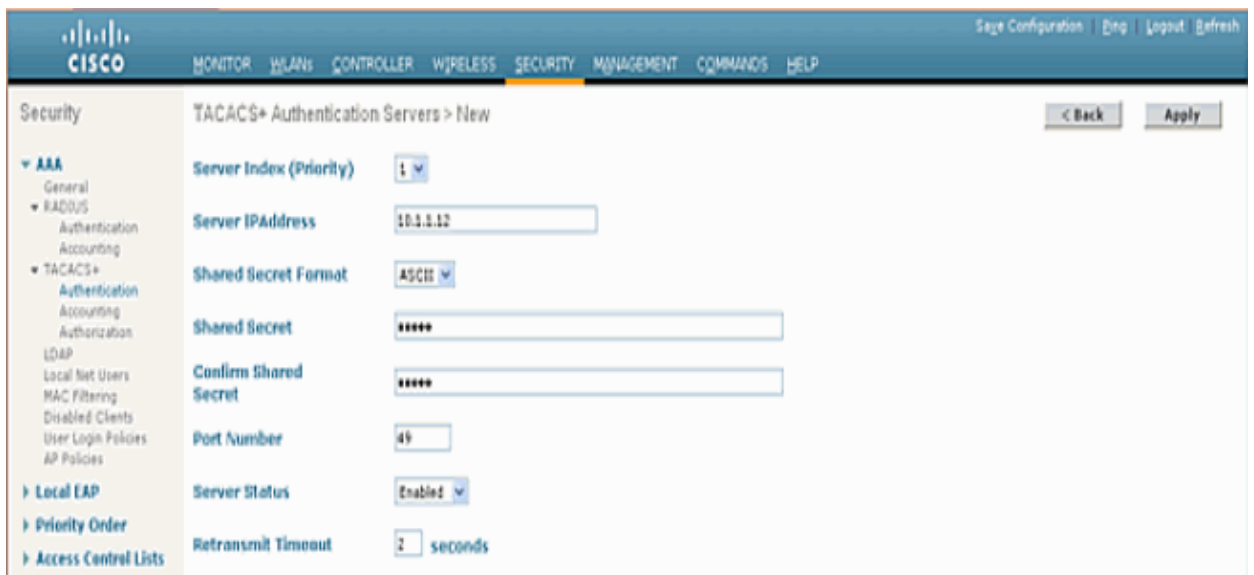 Save Configuration | Ping | Logout | Refresh
CISCO
MONITOR WLANs CONTROLLER WIRELESS SECURITY MANAGEMENT COMMANDS HELP
Security
AAA
General
RADIUS
Authentication
Accounting
TACACS+
Authentication
Accounting
Authorization
LDAP
Local Net Users
MAC Filtering
Disabled Clients
User Login Policies
AP Policies
Local EAP
Priority Order
Access Control Lists
TACACS+ Authentication Servers > New
< Back Apply
Server Index (Priority) 1
Server IPAddress 10.1.1.12
Shared Secret Format ASCII
Shared Secret •••••
Confirm Shared
Secret •••••
Port Number 49
Server Status Enabled
Retransmit Timeout 2 seconds